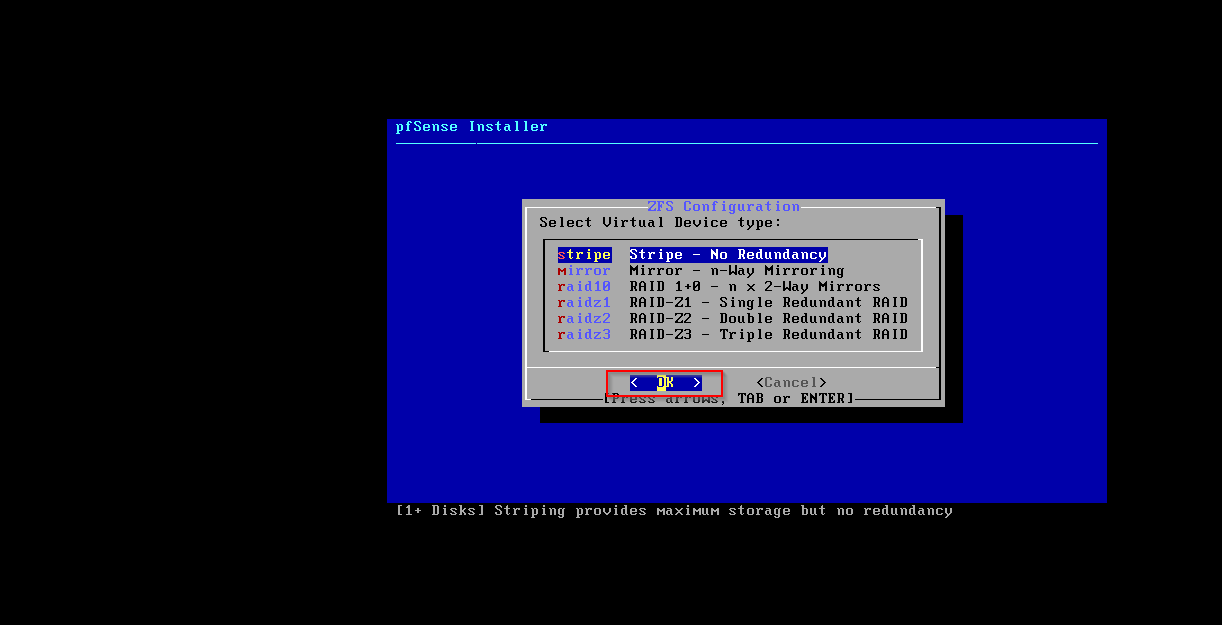 pfSense Installer
ZFS Configuration
Select Virtual Device type:
stripe Stripe - No Redundancy
mirror Mirror - n-Way Mirroring
raid10 RAID 1+0 - n x 2-Way Mirrors
raidz1 RAID-Z1 - Single Redundant RAID
raidz2 RAID-Z2 - Double Redundant RAID
raidz3 RAID-Z3 - Triple Redundant RAID
< OK > <Cancel>
[Press arrows, TAB or ENTER]
[1+ Disks] Striping provides maximum storage but no redundancy